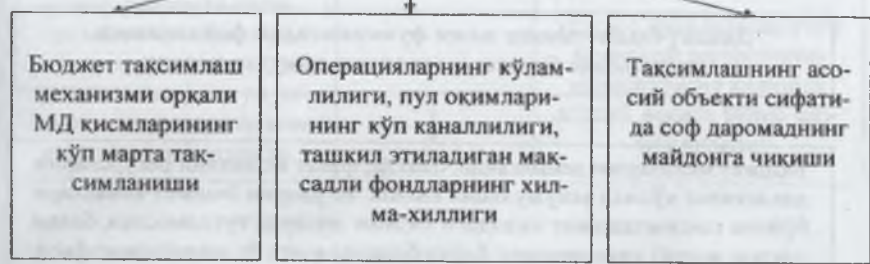 Бюджет тақсимлаш
механизми орқали
МД қисмларининг
кўп марта тақ-
симланиши
Операцияларнинг кўлам-
лилиги, пул оқимлари-
нинг кўп каналлилиги,
ташкил этиладиган мақ-
садли фондларнинг хил-
ма-хиллиги
Тақсимлашнинг асо-
сий объекти сифати-
да соф даромаднинг
майдонга чиқиши